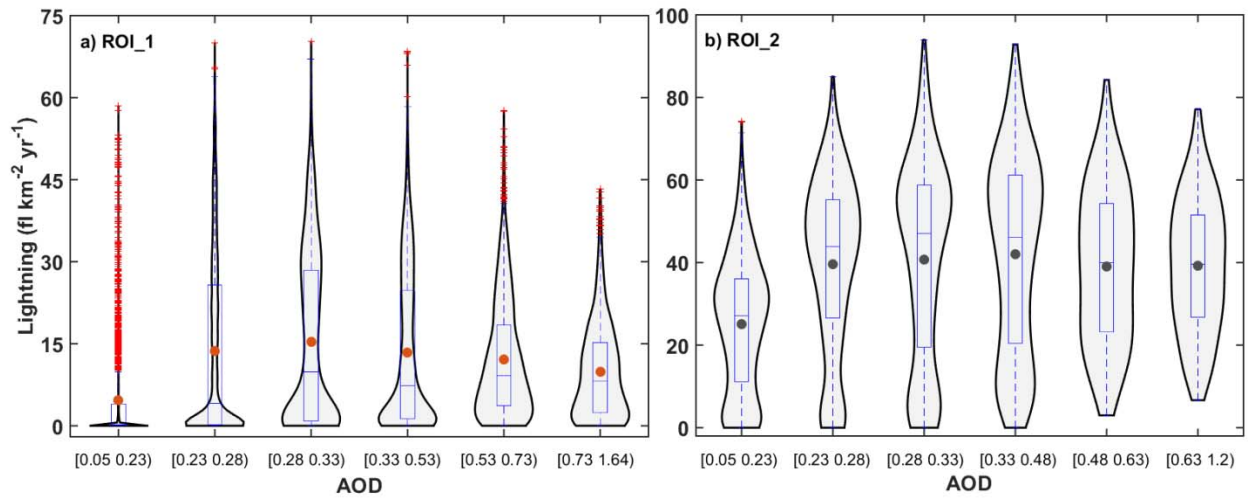 a) ROI_1
Lightning (fl km⁻² yr⁻¹)
75
60
45
30
15
0
[0.05 0.23) [0.23 0.28) [0.28 0.33) [0.33 0.53) [0.53 0.73) [0.73 1.64)
AOD
b) ROI_2
100
80
60
40
20
0
[0.05 0.23) [0.23 0.28) [0.28 0.33) [0.33 0.48) [0.48 0.63) [0.63 1.2)
AOD